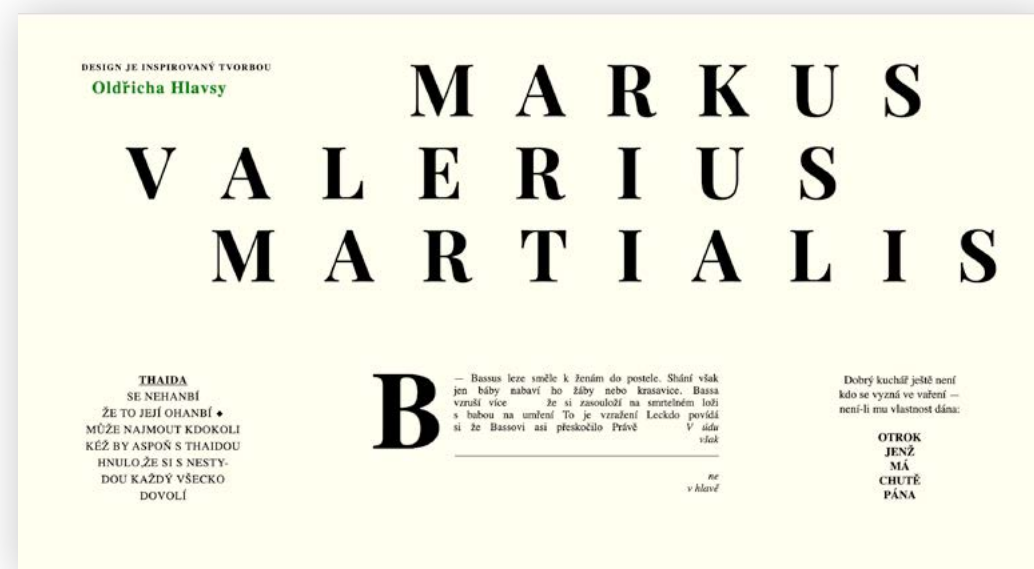 DESIGN JE INSPIROVANÝ TVORBOU
Oldřicha Hlavsy
MARKUS
VALERIUS
MARTIALIS
THAIDA
SE NEHANBÍ
ŽE TO JEJÍ OHANBÍ ◆
MŮŽE NAJMOUT KDOKOLI
KÉŽ BY ASPOŇ S THAIDOU
HNULO,ŽE SI S NESTY-
DOU KAŽDÝ VŠECKO
DOVOLÍ
B
— Bassus leze směle k ženám do postele. Shání však
jen báby nabaví ho žáby nebo krasavice. Bassa
vzruší více že si zasouloží na smrtelném loži
s babou na umření To je vzražení Leckdo povídá
si že Bassovi asi přeskočilo Právě V údu
však
ne
v hlavě
Dobrý kuchář ještě není
kdo se vyzná ve vaření —
není-li mu vlastnost dána:
OTROK
JENŽ
MÁ
CHUTĚ
PÁNA